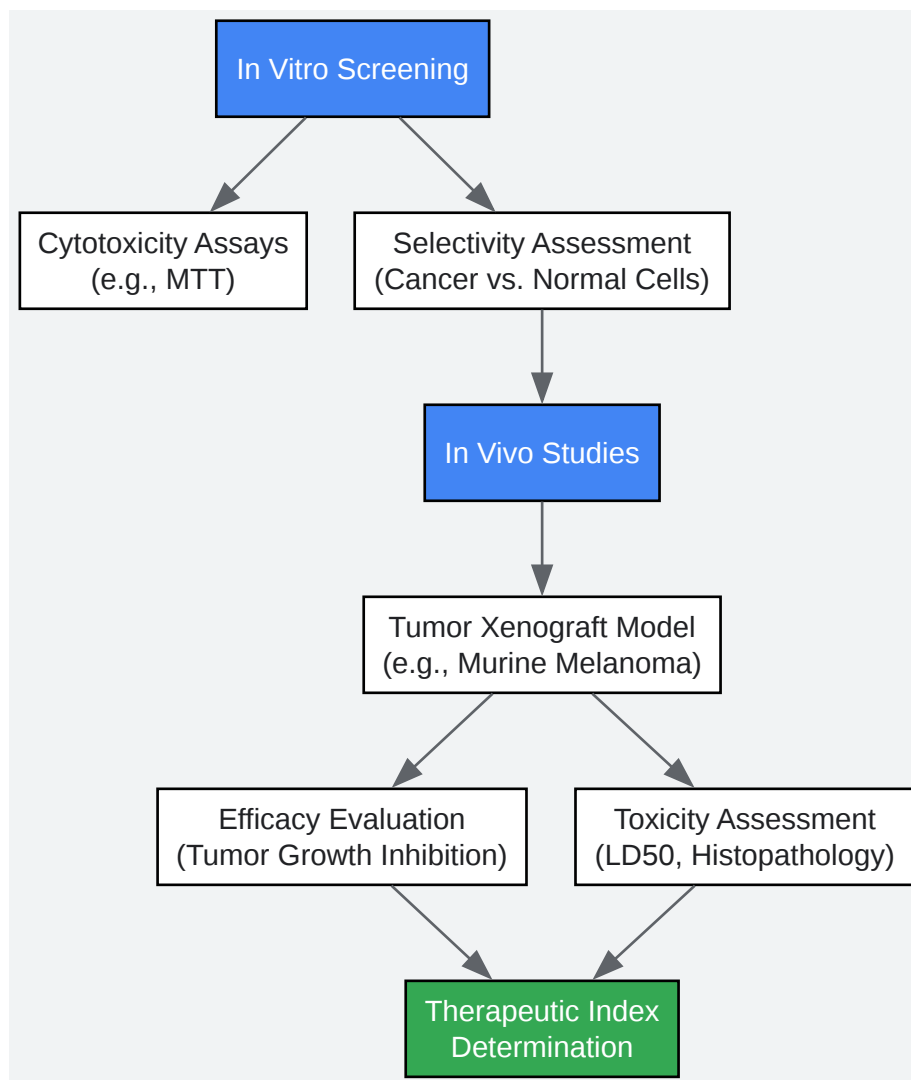 In Vitro Screening
Cytotoxicity Assays
(e.g., MTT)
Selectivity Assessment
(Cancer vs. Normal Cells)
In Vivo Studies
Tumor Xenograft Model
(e.g., Murine Melanoma)
Efficacy Evaluation
(Tumor Growth Inhibition)
Toxicity Assessment
(LD50, Histopathology)
Therapeutic Index
Determination